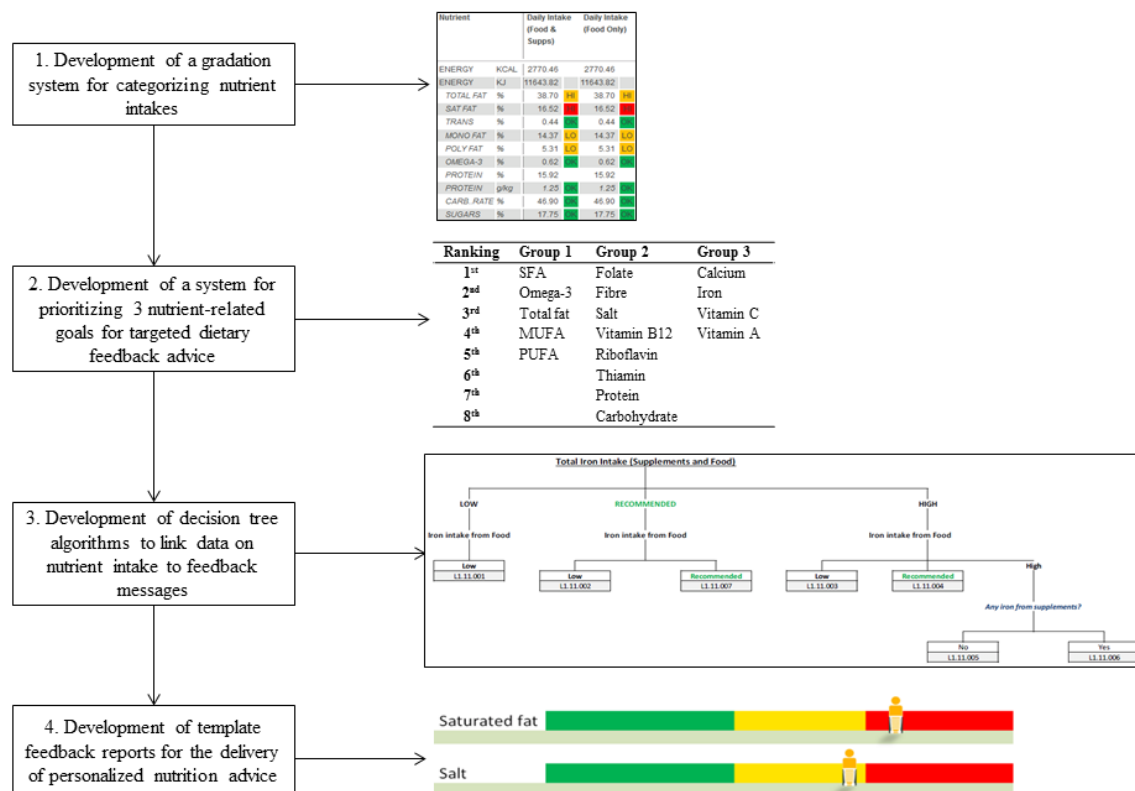 1. Development of a gradation
system for categorizing nutrient
intakes
Nutrient Daily Intake Daily Intake
(Food & (Food Only)
Supps)
ENERGY KCAL 2770.46 2770.46
ENERGY KJ 11643.82 11643.82
TOTAL FAT % 38.70 HI 38.70 HI
SAT FAT % 16.52 16.52
TRANS % 0.44 OK 0.44 OK
MONO FAT % 14.37 LO 14.37 LO
POLY FAT % 5.31 LO 5.31 LO
OMEGA-3 % 0.62 OK 0.62 OK
PROTEIN % 15.92 15.92
PROTEIN g/kg 1.25 OK 1.25 OK
CARB..RATE % 46.90 OK 46.90 OK
SUGARS % 17.75 OK 17.75 OK
2. Development of a system for
prioritizing 3 nutrient-related
goals for targeted dietary
feedback advice
Ranking Group 1 Group 2 Group 3
1st SFA Folate Calcium
2nd Omega-3 Fibre Iron
3rd Total fat Salt Vitamin C
4th MUFA Vitamin B12 Vitamin A
5th PUFA Riboflavin
6th Thiamin
7th Protein
8th Carbohydrate
3. Development of decision tree
algorithms to link data on
nutrient intake to feedback
messages
Total Iron Intake (Supplements and Food)
LOW RECOMMENDED HIGH
Iron intake from Food Iron intake from Food Iron intake from Food
Low Low Recommended Low Recommended High
L1.11.001 L1.11.002 L1.11.007 L1.11.003 L1.11.004
Any iron from supplements?
No Yes
L1.11.005 L1.11.006
4. Development of template
feedback reports for the delivery
of personalized nutrition advice
Saturated fat
Salt